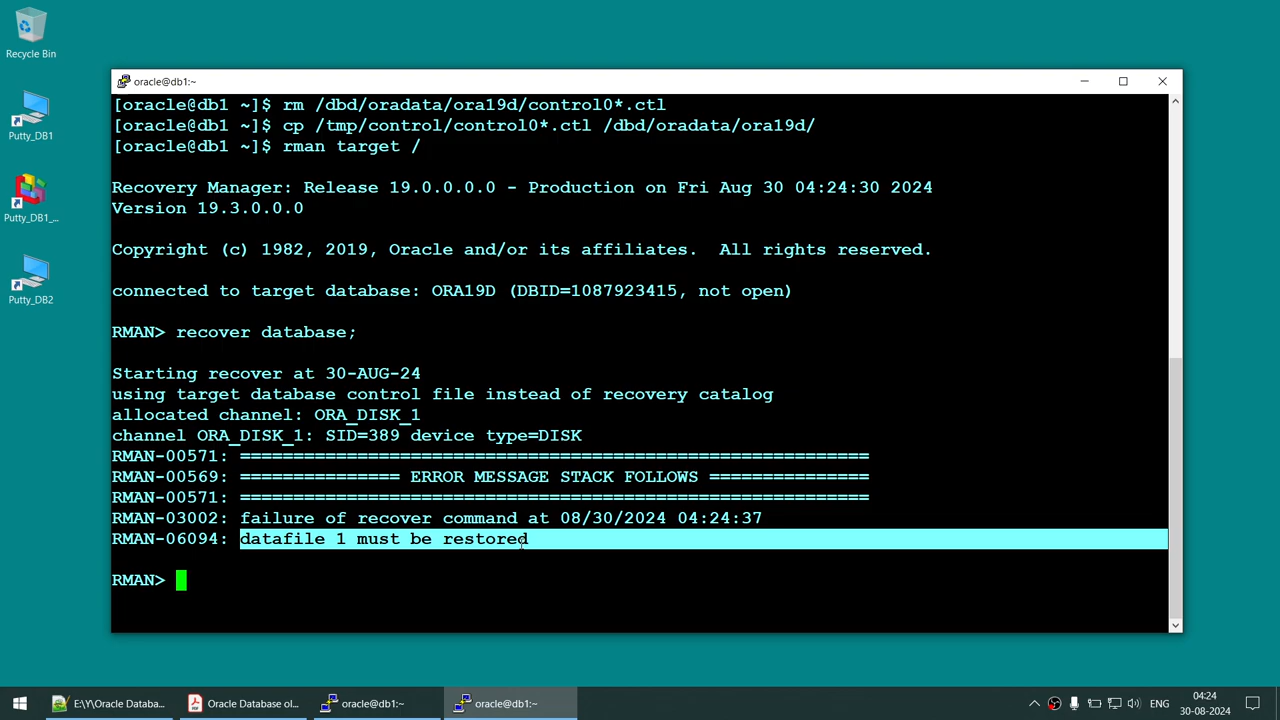 Recycle Bin
Putty_DB1
Putty_DB1_...
Putty_DB2
oracle@db1:~
[oracle@db1 ~]$ rm /dbd/oradata/ora19d/control0*.ctl
[oracle@db1 ~]$ cp /tmp/control/control0*.ctl /dbd/oradata/ora19d/
[oracle@db1 ~]$ rman target /
Recovery Manager: Release 19.0.0.0.0 - Production on Fri Aug 30 04:24:30 2024
Version 19.3.0.0.0
Copyright (c) 1982, 2019, Oracle and/or its affiliates.  All rights reserved.
connected to target database: ORA19D (DBID=1087923415, not open)
RMAN> recover database;
Starting recover at 30-AUG-24
using target database control file instead of recovery catalog
allocated channel: ORA_DISK_1
channel ORA_DISK_1: SID=389 device type=DISK
RMAN-00571: ===========================================================
RMAN-00569: =============== ERROR MESSAGE STACK FOLLOWS ===============
RMAN-00571: ===========================================================
RMAN-03002: failure of recover command at 08/30/2024 04:24:37
RMAN-06094: datafile 1 must be restored
RMAN>
E:\Y\Oracle Databa...
Oracle Database ol...
oracle@db1:~
oracle@db1:~
ENG
04:24
30-08-2024